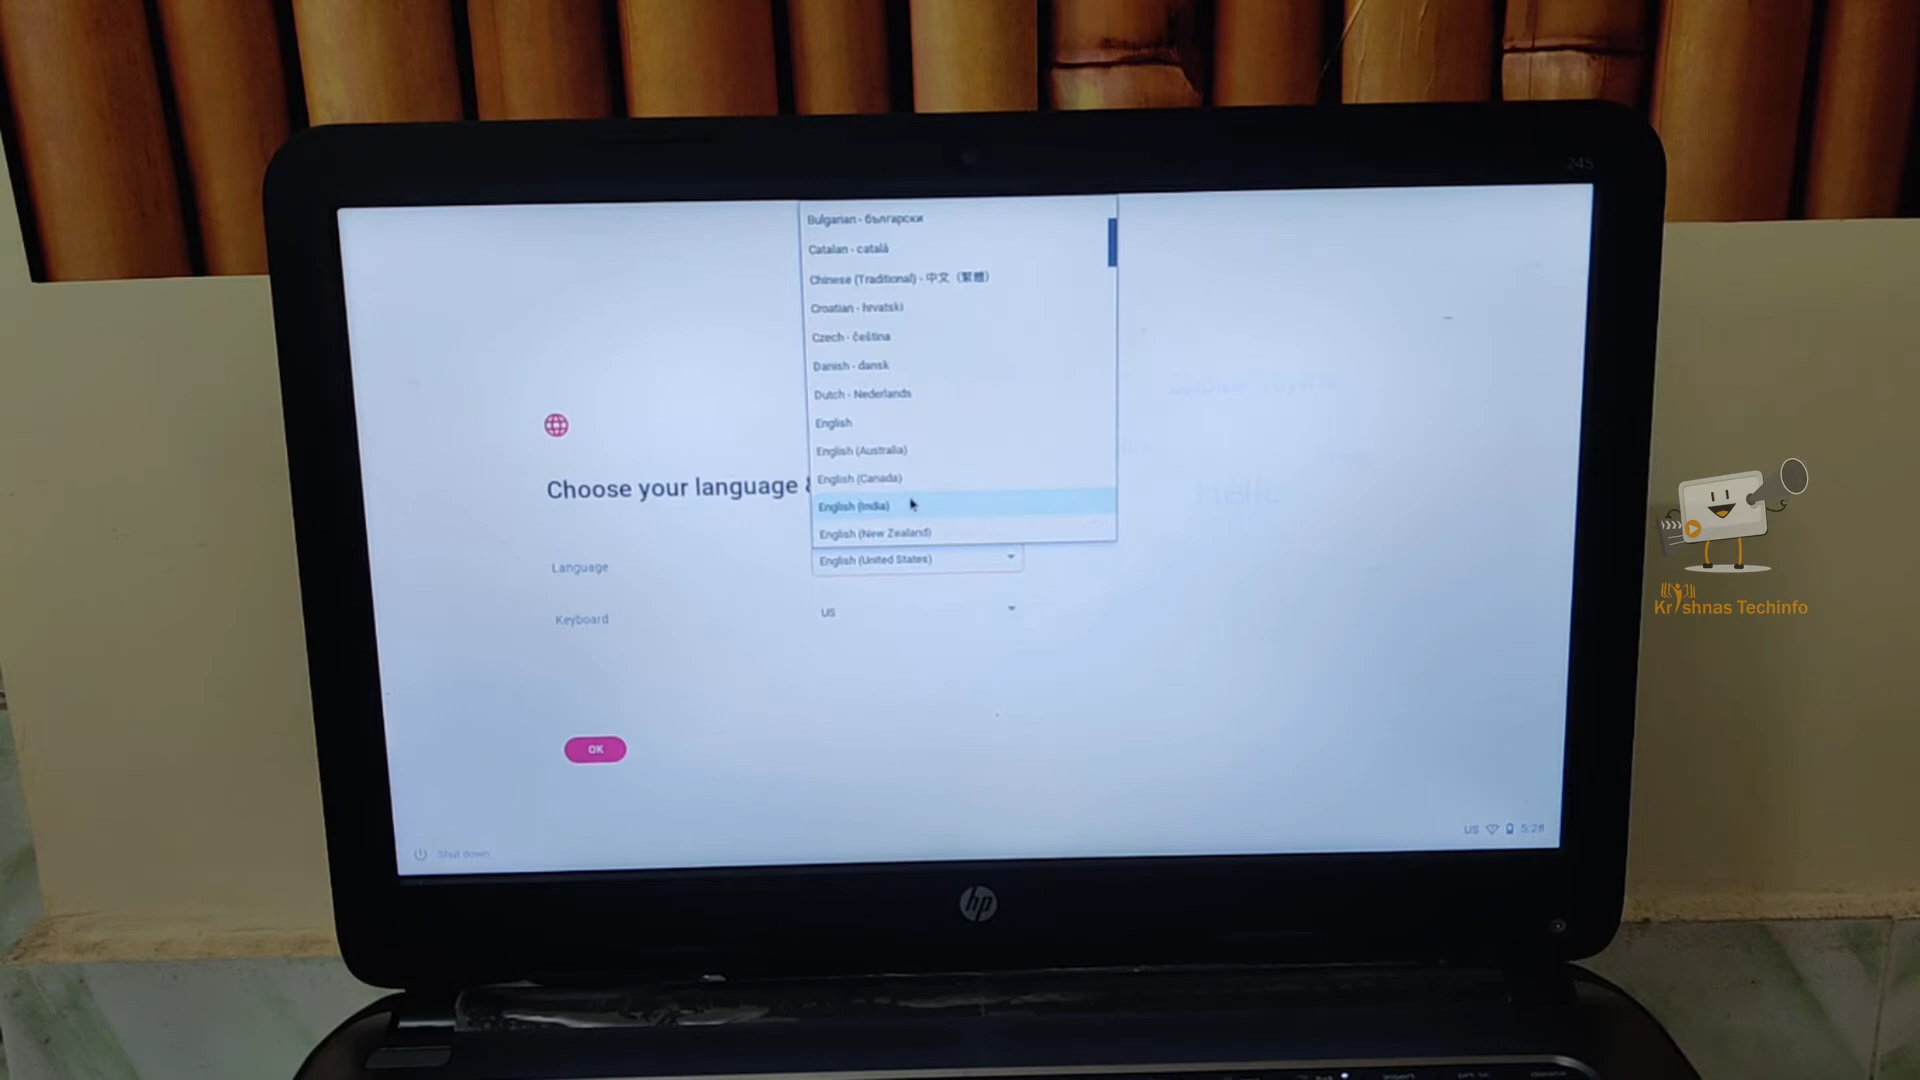 245
Bulgarian - български
Catalan - català
Chinese (Traditional) - 中文（繁體）
Croatian - hrvatski
Czech - čeština
Danish - dansk
Dutch - Nederlands
English
English (Australia)
English (Canada)
English (India)
English (New Zealand)
Choose your language
Hello
Language
English (United States)
Keyboard
US
OK
Krishnas Techinfo
US
5:28
Shut down
hp